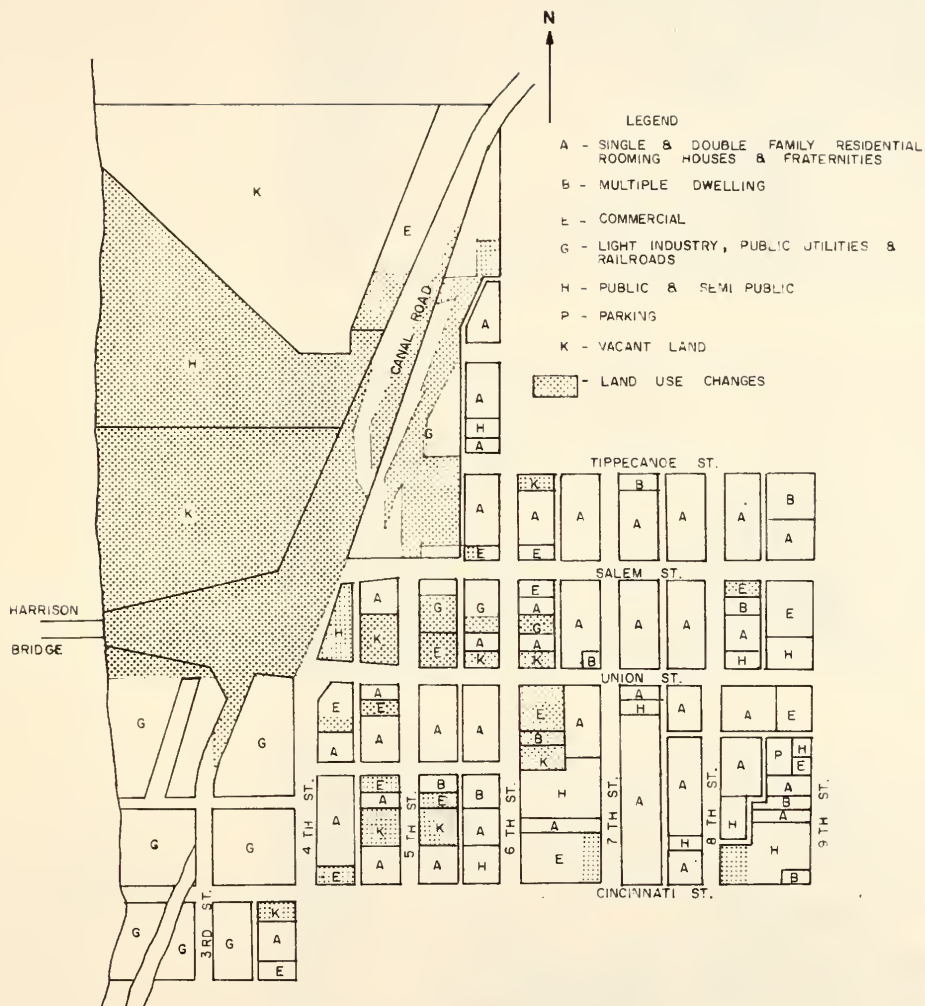 N
LEGEND
A - SINGLE & DOUBLE FAMILY RESIDENTIAL
ROOMING HOUSES & FRATERNITIES
B - MULTIPLE DWELLING
E - COMMERCIAL
G - LIGHT INDUSTRY, PUBLIC UTILITIES &
RAILROADS
H - PUBLIC & SEMI PUBLIC
P - PARKING
K - VACANT LAND
- LAND USE CHANGES
K
E
CANAL ROAD
A
H
A
H
A
G
TIPPECANOE ST.
K
A
E
K
A
E
A
B
A
A
A
B
A
SALEM ST.
HARRISON
BRIDGE
H
A
K
G
E
G
A
K
E
A
G
A
K
A
B
A
A
E
B
A
H
E
H
UNION ST.
G
G
E
A
A
E
A
A
A
E
B
K
A
H
A
E
A
H
A
A
A
E
4 TH ST.
A
E
E
A
K
A
5 TH ST.
B
E
K
A
B
A
H
6 TH ST.
7 TH ST.
A
H
A
8 TH ST.
A
H
P
H
E
A
B
A
H
B
9 TH ST.
G
G
CINCINNATI ST.
G
G
3RD ST.
G
K
A
E